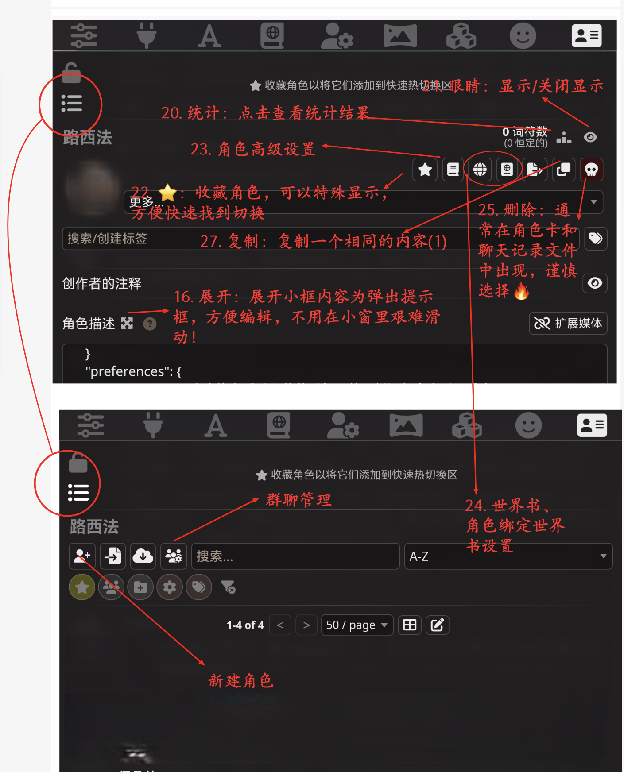 收藏角色以将它们添加到快速热切换区
21. 眼睛：显示/关闭显示
20. 统计：点击查看统计结果
0 词符数
(0 恒定的)
路西法
23. 角色高级设置
22. ⭐：收藏角色，可以特殊显示，
方便快速找到切换
更多...
搜索/创建标签
27. 复制：复制一个相同的内容(1)
25. 删除：通
常在角色卡和
聊天记录文件
中出现，谨慎
选择🔥
创作者的注释
16. 展开：展开小框内容为弹出提示
框，方便编辑，不用在小窗里艰难滑
动！
角色描述
扩展媒体
}
"preferences": {
收藏角色以将它们添加到快速热切换区
群聊管理
24. 世界书、
角色绑定世界
书设置
路西法
搜索...
A-Z
1-4 of 4
<
>
50 / page
新建角色